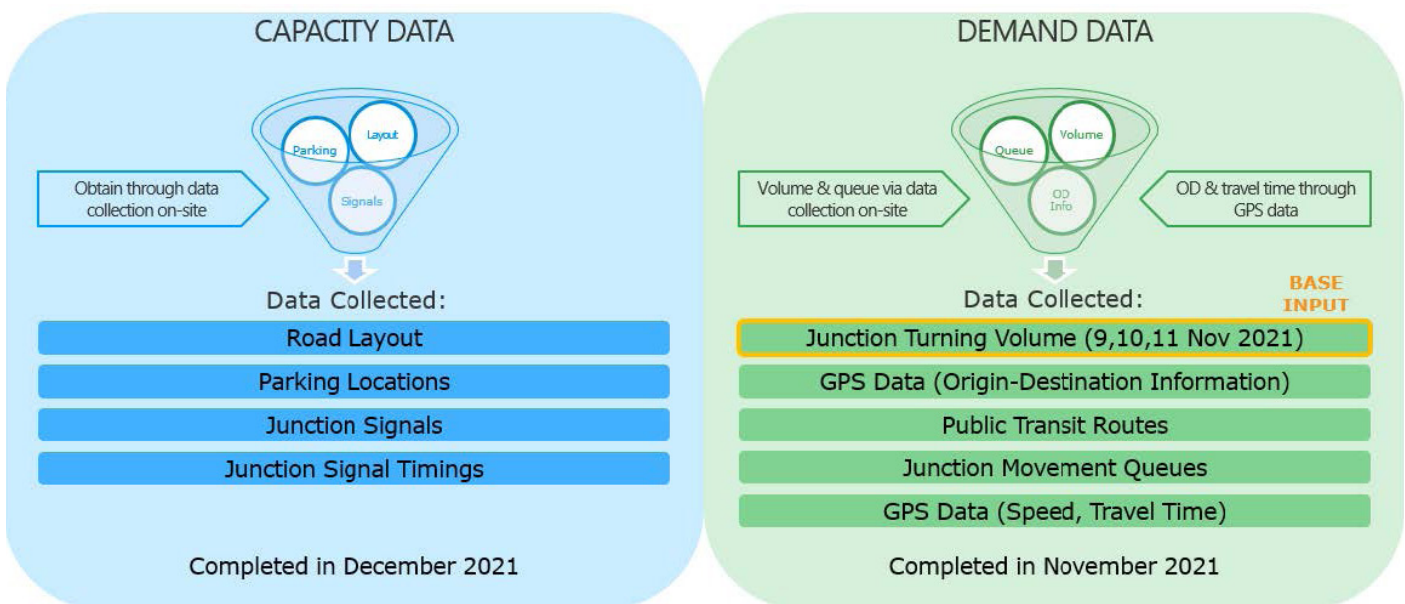 CAPACITY DATA
Parking
Layout
Signals
Obtain through data
collection on-site
Data Collected:
Road Layout
Parking Locations
Junction Signals
Junction Signal Timings
Completed in December 2021
DEMAND DATA
Queue
Volume
OD
Info
Volume & queue via data
collection on-site
OD & travel time through
GPS data
Data Collected:
BASE
INPUT
Junction Turning Volume (9,10,11 Nov 2021)
GPS Data (Origin-Destination Information)
Public Transit Routes
Junction Movement Queues
GPS Data (Speed, Travel Time)
Completed in November 2021